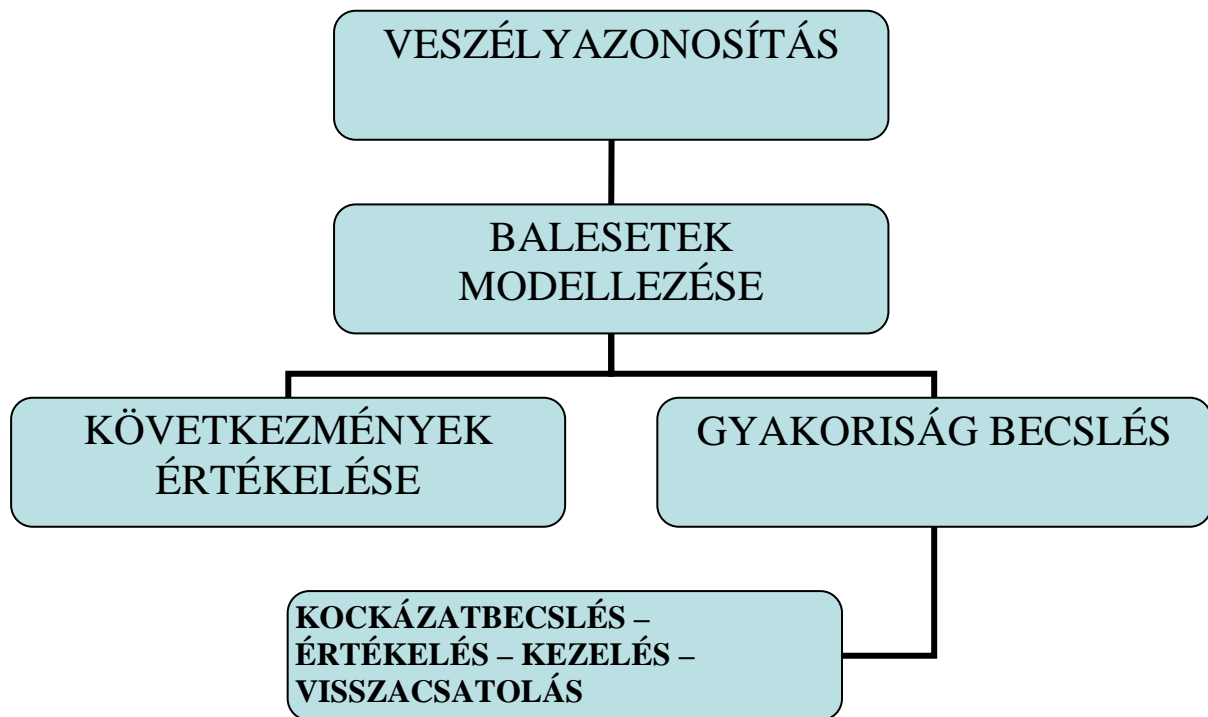 VESZÉLYAZONOSÍTÁS
BALESETEK
MODELLEZÉSE
KÖVETKEZMÉNYEK
ÉRTÉKELÉSE
GYAKORISÁG BECSLÉS
KOCKÁZATBECSLÉS –
ÉRTÉKELÉS – KEZELÉS –
VISSZACSATOLÁS